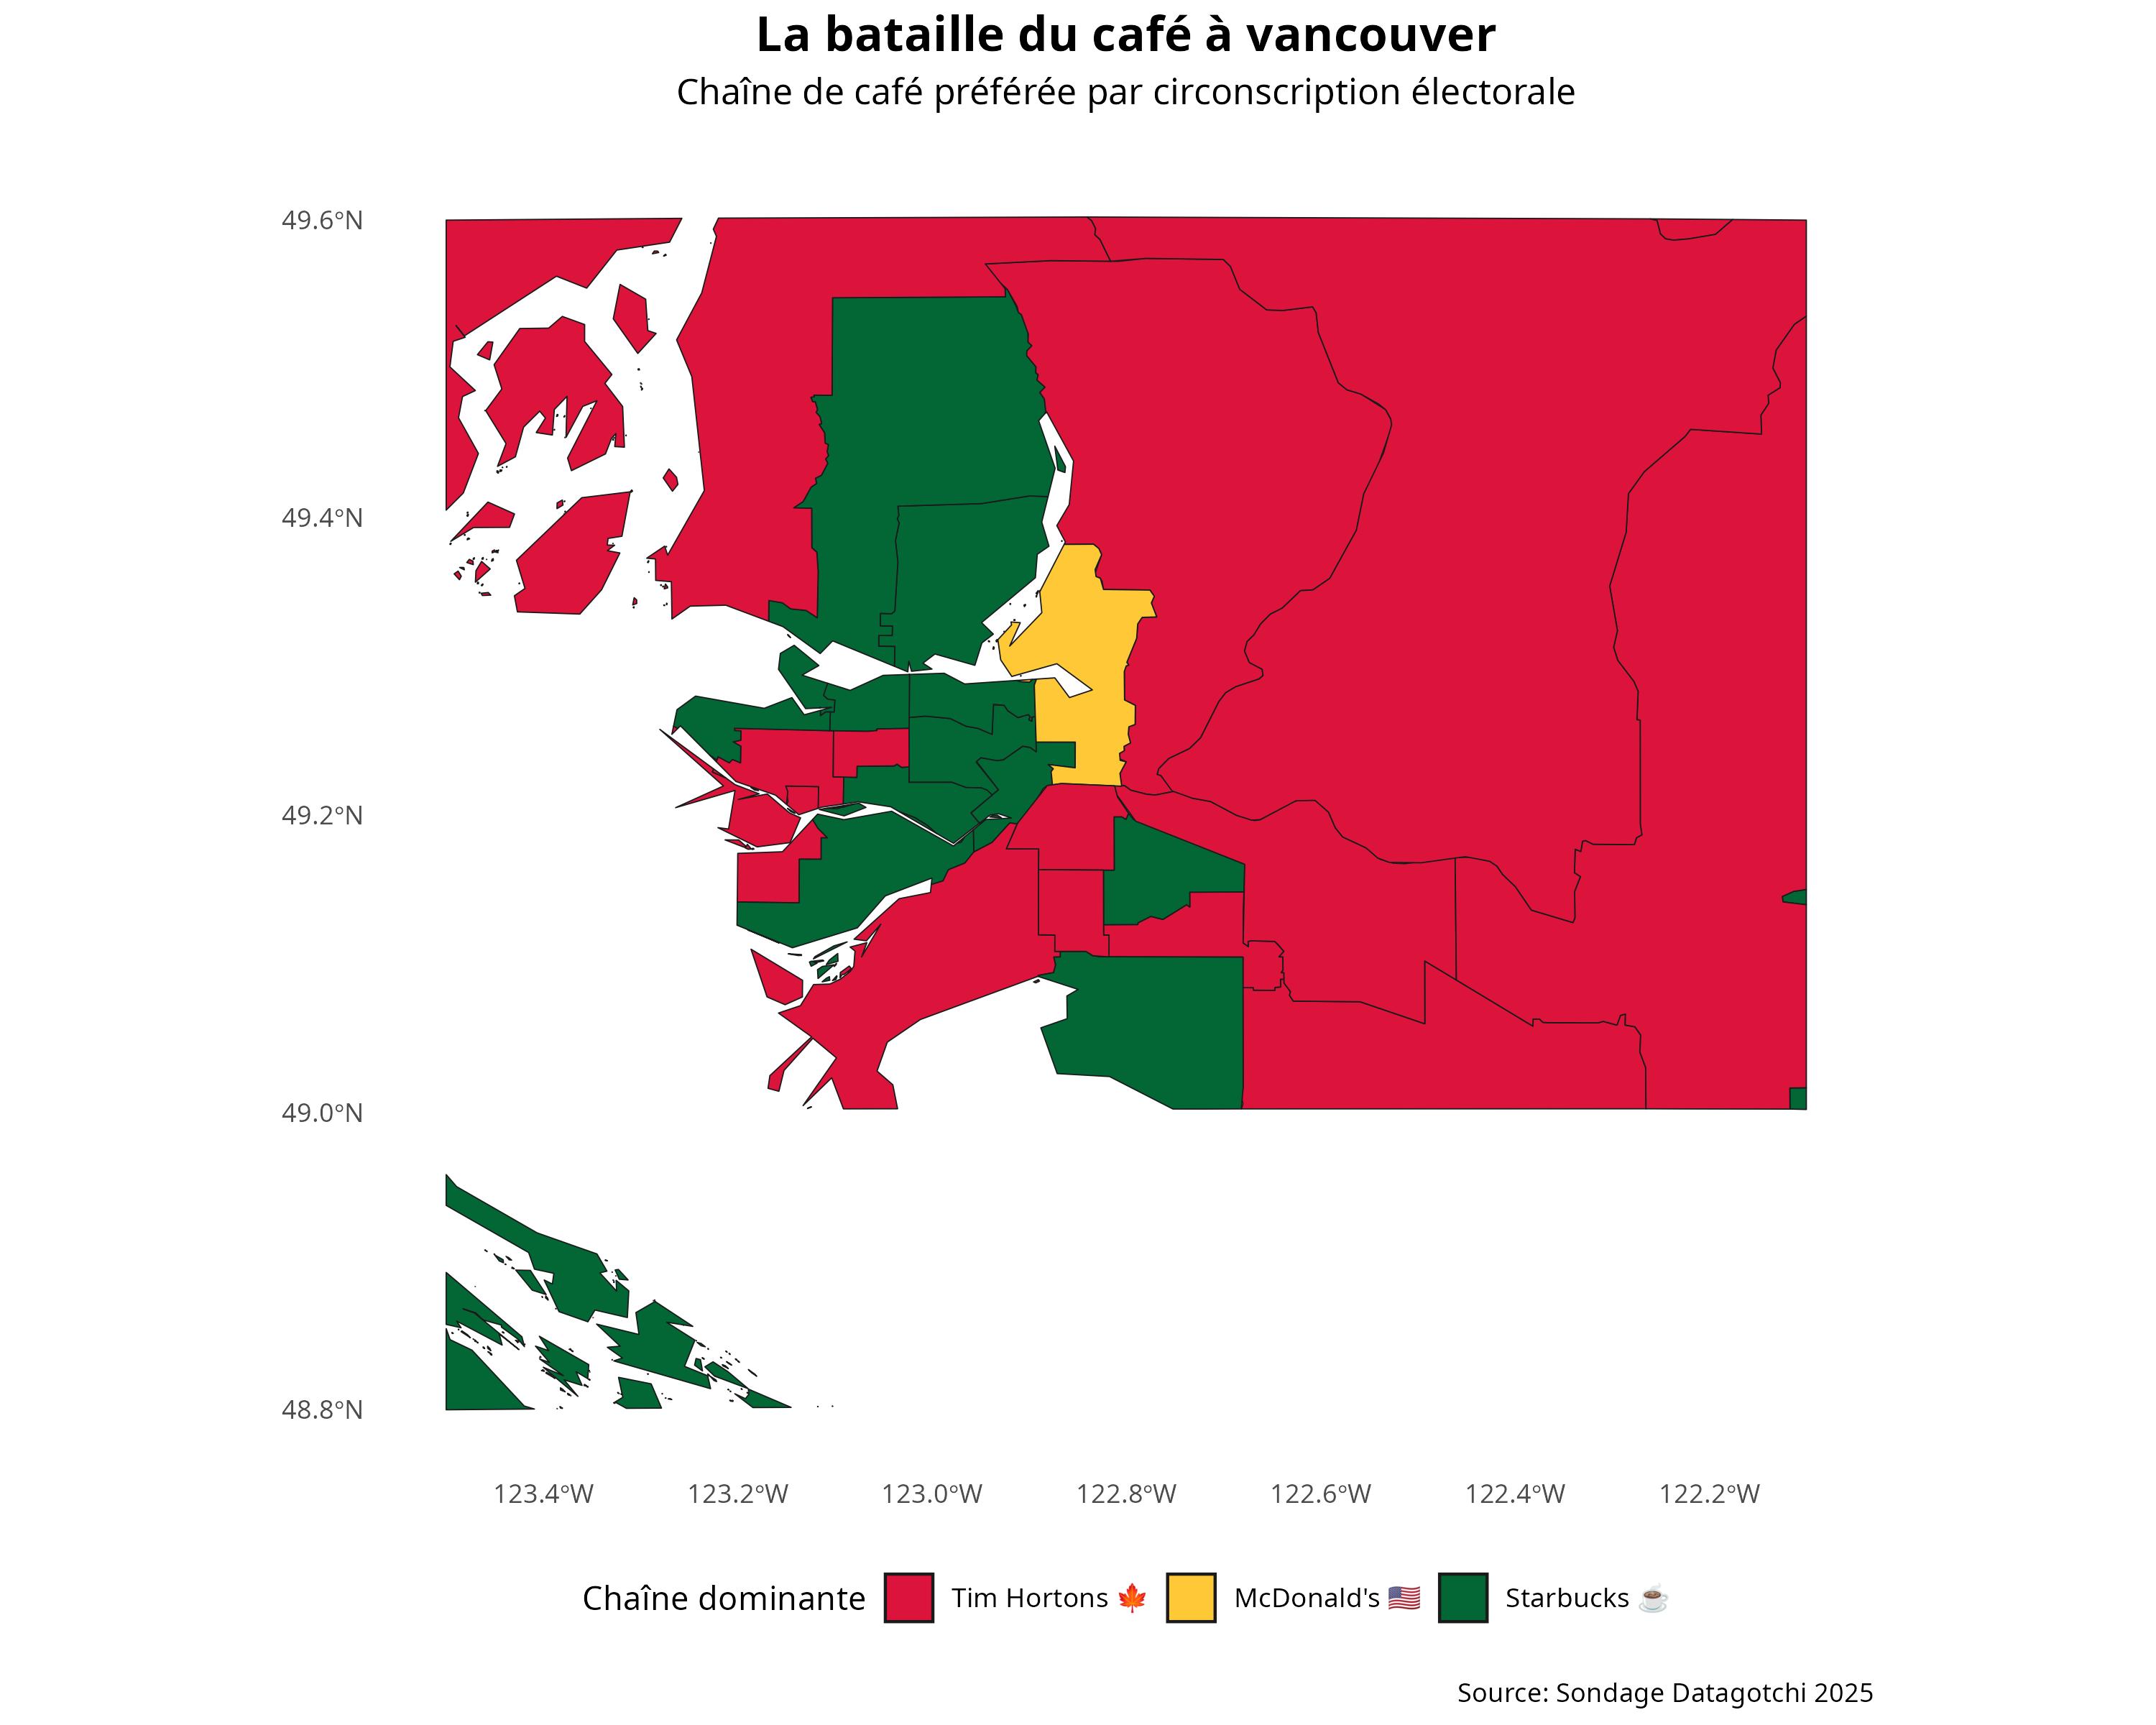 La bataille du café à vancouver
Chaîne de café préférée par circonscription électorale
49.6°N
49.4°N
49.2°N
49.0°N
48.8°N
123.4°W 123.2°W 123.0°W 122.8°W 122.6°W 122.4°W 122.2°W
Chaîne dominante Tim Hortons 🍁 McDonald's 🇺🇸 Starbucks ☕
Source: Sondage Datagotchi 2025